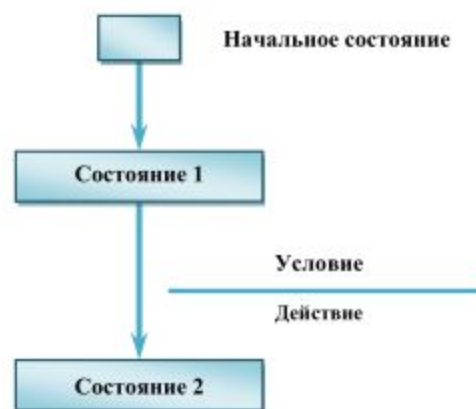 Начальное состояние
Состояние 1
Условие
Действие
Состояние 2